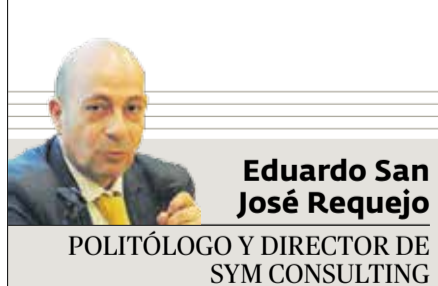 Eduardo San
José Requejo
POLITÓLOGO Y DIRECTOR DE
SYM CONSULTING